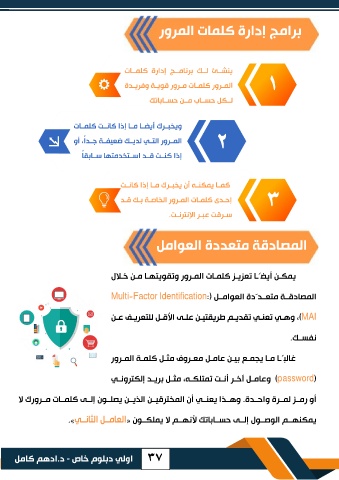 برامج إدارة كلمات المرور
ينشئ لك برنامج إدارة كلمات
المرور كلمات مرور قوية وفريدة
لكل حساب من حساباتك
١
ويخبرك أيضا ما إذا كانت كلمات
المرور التي لديك ضعيفة جداً، أو
إذا كنت قد استخدمتها سابقاً
٢
كما يمكنه أن يخبرك ما إذا كانت
إحدى كلمات المرور الخاصة بك قد
سرقت عبر الإنترنت.
٣
المصادقة متعددة العوامل
يمكن أيضًا تعزيز كلمات المرور وتقويتها من خلال
المصادقة متعددة العوامل (Multi-Factor Identification:
MAI)، وهي تعني تقديم طريقتين على الأقل للتعريف عن
نفسك.
غالبًا ما يجمع بين عامل معروف مثل كلمة المرور
(password) وعامل آخر أنت تمتلكه، مثل بريد إلكتروني
أو رمز لمرة واحدة. وهذا يعني أن المخترقين الذين يصلون إلى كلمات مرورك لا
يمكنهم الوصول إلى حساباتك لأنهم لا يملكون «العامل الثاني».
٣٧
اولي دبلوم خاص - د.ادهم كامل